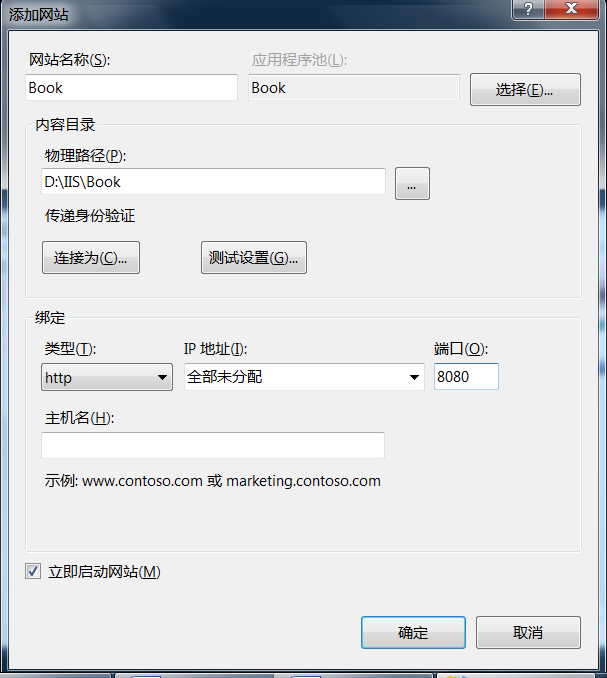 添加网站
网站名称(S): 应用程序池(L):
Book Book 选择(E)...
内容目录
物理路径(P):
D:\IIS\Book ...
传递身份验证
连接为(C)... 测试设置(G)...
绑定
类型(T): IP 地址(I): 端口(O):
http 全部未分配 8080
主机名(H):
示例: www.contoso.com 或 marketing.contoso.com
立即启动网站(M)
确定 取消